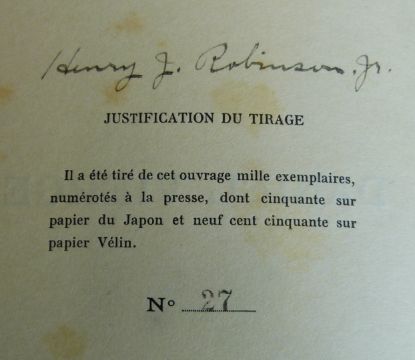 Henry J. Robinson, Jr.
JUSTIFICATION DU TIRAGE
Il a été tiré de cet ouvrage mille exemplaires,
numérotés à la presse, dont cinquante sur
papier du Japon et neuf cent cinquante sur
papier Vélin.
Nº 27